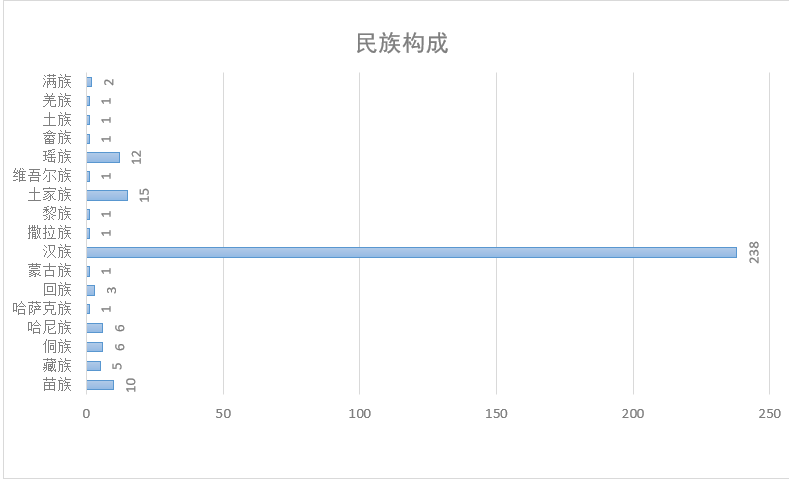 民族构成
满族 2
羌族 1
土族 1
畲族 1
瑶族 12
维吾尔族 1
土家族 15
黎族 1
撒拉族 1
汉族 238
蒙古族 1
回族 3
哈萨克族 1
哈尼族 6
侗族 6
藏族 5
苗族 10
0 50 100 150 200 250